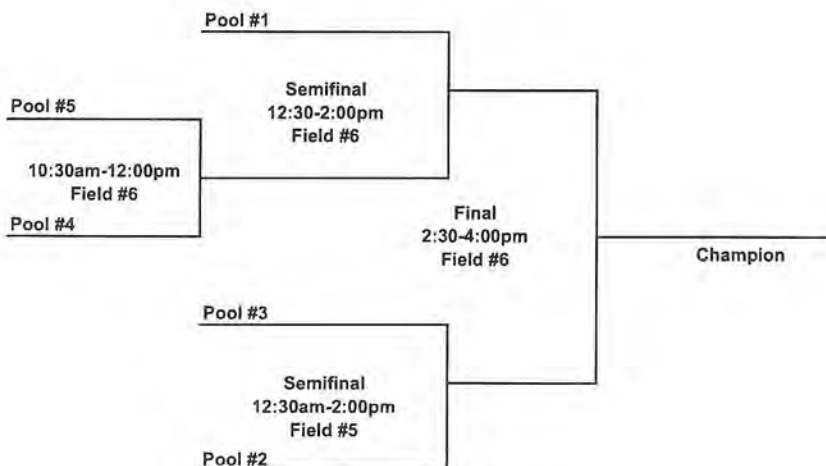 Pool #1
Semifinal
12:30-2:00pm
Field #6
Pool #5
10:30am-12:00pm
Field #6
Pool #4
Final
2:30-4:00pm
Field #6
Champion
Pool #3
Semifinal
12:30am-2:00pm
Field #5
Pool #2